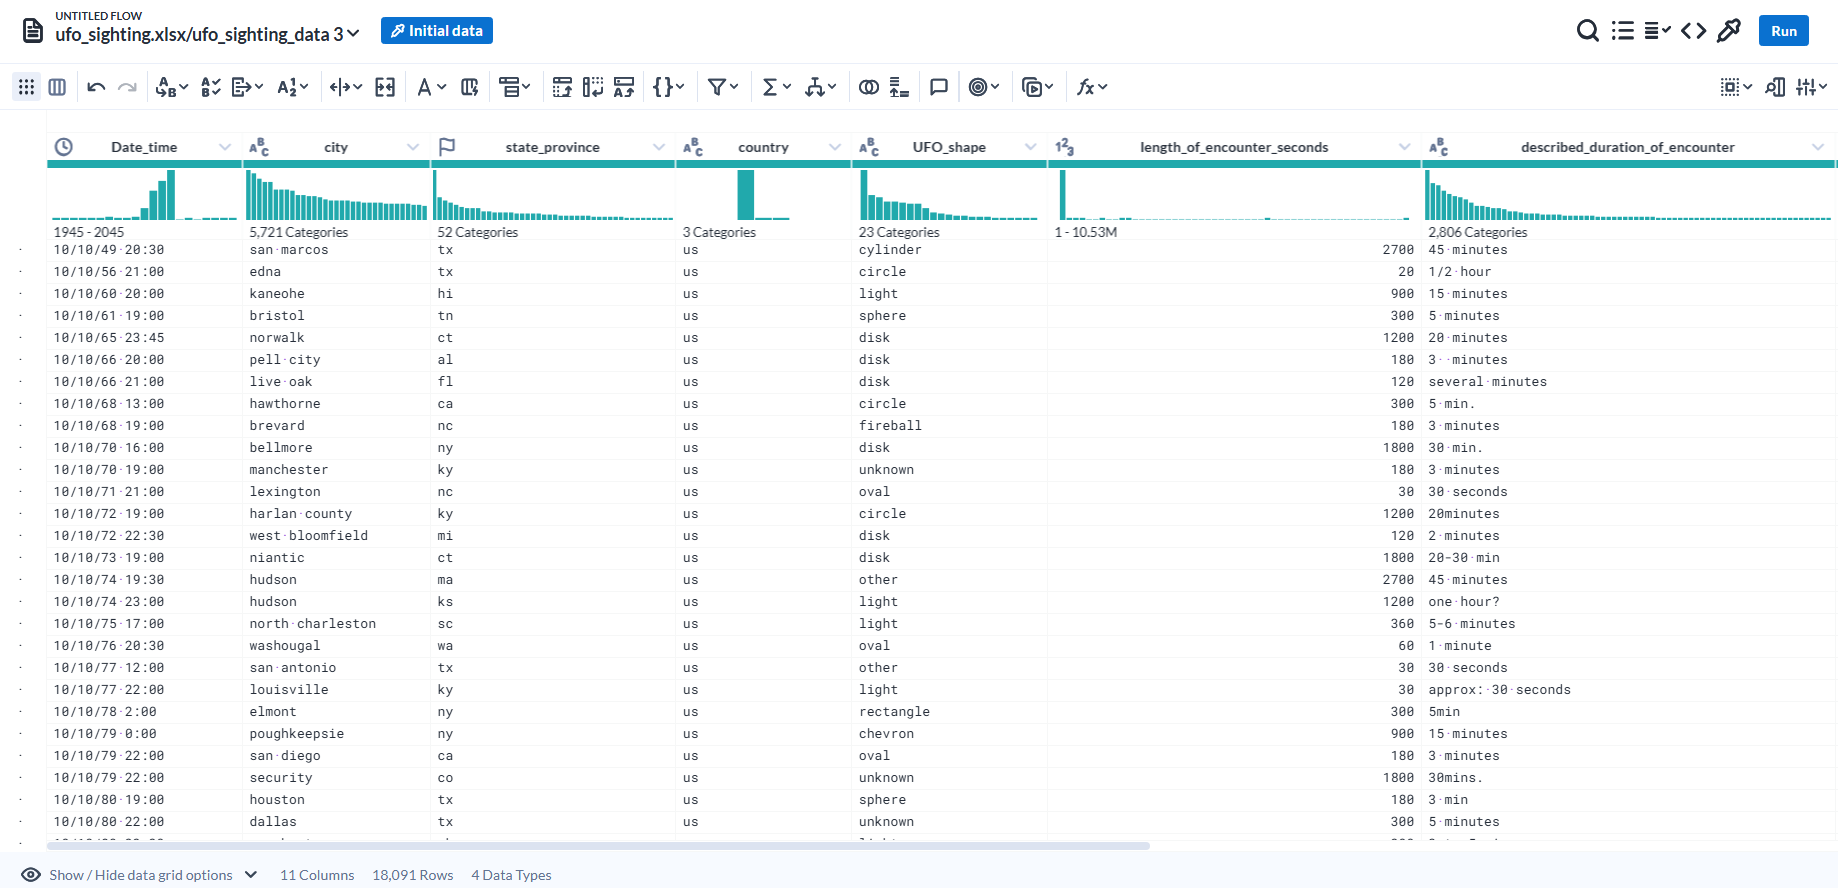 UNTITLED FLOW
ufo_sighting.xlsx/ufo_sighting_data 3
Initial data
Run
Date_time city state_province country UFO_shape length_of_encounter_seconds described_duration_of_encounter
1945 - 2045 5,721 Categories 52 Categories 3 Categories 23 Categories 1 - 10.53M 2,806 Categories
10/10/49·20:30 san·marcos tx us cylinder 2700 45·minutes
10/10/56·21:00 edna tx us circle 20 1/2·hour
10/10/60·20:00 kaneohe hi us light 900 15·minutes
10/10/61·19:00 bristol tn us sphere 300 5·minutes
10/10/65·23:45 norwalk ct us disk 1200 20·minutes
10/10/66·20:00 pell·city al us disk 180 3··minutes
10/10/66·21:00 live·oak fl us disk 120 several·minutes
10/10/68·13:00 hawthorne ca us circle 300 5·min.
10/10/68·19:00 brevard nc us fireball 180 3·minutes
10/10/70·16:00 bellmore ny us disk 1800 30·min.
10/10/70·19:00 manchester ky us unknown 180 3·minutes
10/10/71·21:00 lexington nc us oval 30 30·seconds
10/10/72·19:00 harlan·county ky us circle 1200 20minutes
10/10/72·22:30 west·bloomfield mi us disk 120 2·minutes
10/10/73·19:00 niantic ct us disk 1800 20-30·min
10/10/74·19:30 hudson ma us other 2700 45·minutes
10/10/74·23:00 hudson ks us light 1200 one·hour?
10/10/75·17:00 north·charleston sc us light 360 5-6·minutes
10/10/76·20:30 washougal wa us oval 60 1·minute
10/10/77·12:00 san·antonio tx us other 30 30·seconds
10/10/77·22:00 louisville ky us light 30 approx:·30·seconds
10/10/78·2:00 elmont ny us rectangle 300 5min
10/10/79·0:00 poughkeepsie ny us chevron 900 15·minutes
10/10/79·22:00 san·diego ca us oval 180 3·minutes
10/10/79·22:00 security co us unknown 1800 30mins.
10/10/80·19:00 houston tx us sphere 180 3·min
10/10/80·22:00 dallas tx us unknown 300 5·minutes
Show / Hide data grid options 11 Columns 18,091 Rows 4 Data Types